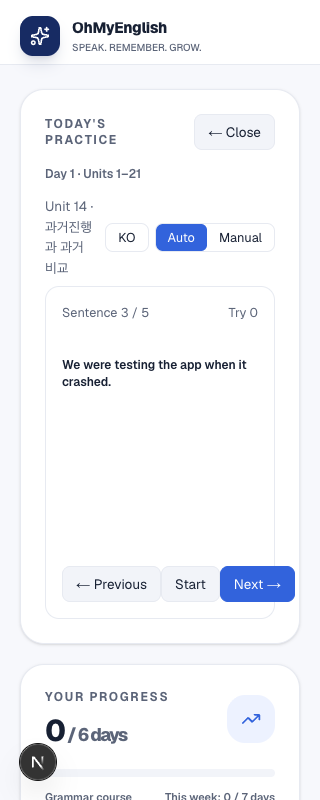 OhMyEnglish
SPEAK. REMEMBER. GROW.
TODAY'S
PRACTICE
← Close
Day 1 · Units 1–21
Unit 14 ·
과거진행
과 과거
비교
KO
Auto
Manual
Sentence 3 / 5
Try 0
We were testing the app when it
crashed.
← Previous
Start
Next →
YOUR PROGRESS
0 / 6 days
N
Grammar course
This week: 0 / 7 days